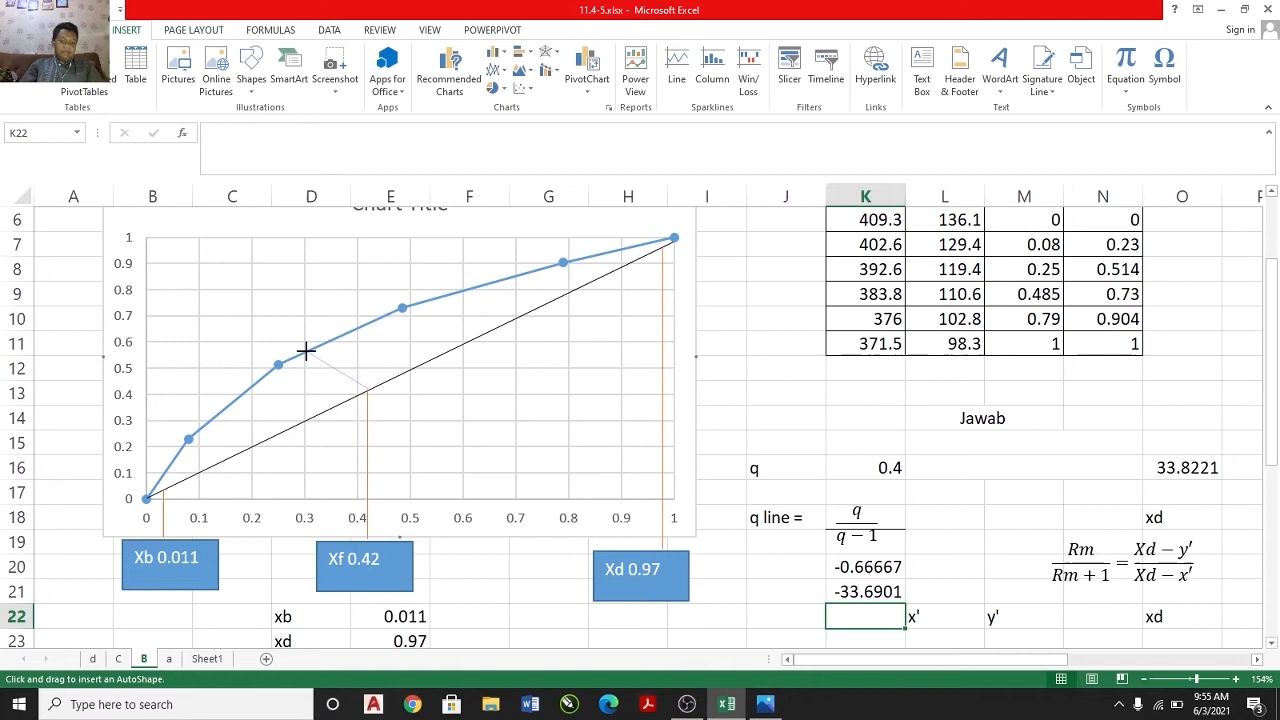 11.4-5.xlsx - Microsoft Excel
Sign in
INSERT PAGE LAYOUT FORMULAS DATA REVIEW VIEW POWERPIVOT
PivotTables
Table
Pictures
Online Pictures
Shapes
SmartArt
Screenshot
Apps for Office
Recommended Charts
PivotChart
Power View
Line
Column
Win/ Loss
Slicer
Timeline
Hyperlink
Text Box
Header & Footer
WordArt
Signature Line
Object
Equation
Symbol
Tables Illustrations Apps Charts Reports Sparklines Filters Links Text Symbols
K22
fx
A B C D E F G H I J K L M N O
6 409.3 136.1 0 0
7 402.6 129.4 0.08 0.23
8 392.6 119.4 0.25 0.514
9 383.8 110.6 0.485 0.73
10 376 102.8 0.79 0.904
11 371.5 98.3 1 1
12
13
14 Jawab
15
16 q 0.4 33.8221
17
18 q line = q / q − 1 xd
19
20 -0.66667
Rm / Rm + 1 = Xd − y′ / Xd − x′
21 -33.6901
22 xb 0.011 x' y' xd
23 xd 0.97
Chart Title
1
0.9
0.8
0.7
0.6
0.5
0.4
0.3
0.2
0.1
0
0 0.1 0.2 0.3 0.4 0.5 0.6 0.7 0.8 0.9 1
Xb 0.011
Xf 0.42
Xd 0.97
d C B a Sheet1
Click and drag to insert an AutoShape.
154%
Type here to search
9:55 AM
6/3/2021